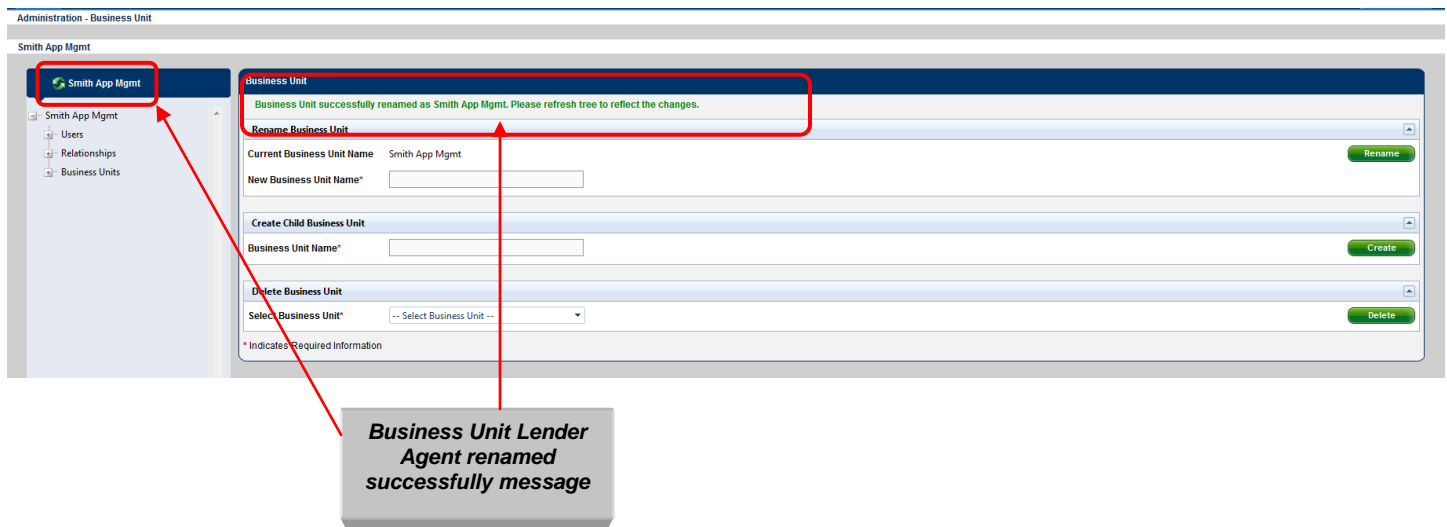 Administration - Business Unit
Smith App Mgmt
Smith App Mgmt
Smith App Mgmt
Users
Relationships
Business Units
Business Unit
Business Unit successfully renamed as Smith App Mgmt. Please refresh tree to reflect the changes.
Rename Business Unit
Current Business Unit Name Smith App Mgmt Rename
New Business Unit Name*
Create Child Business Unit
Business Unit Name* Create
Delete Business Unit
Select Business Unit* -- Select Business Unit -- Delete
* Indicates Required Information
Business Unit Lender
Agent renamed
successfully message